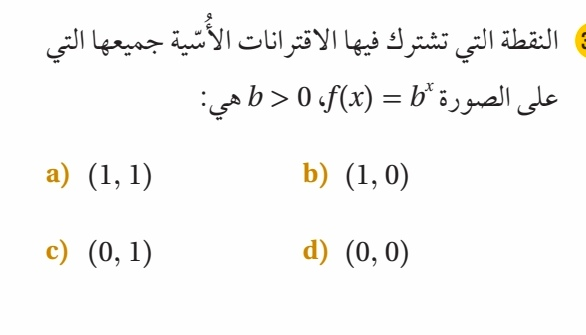 النقطة التي تشترك فيها الاقترانات الأُسّية جميعها التي
على الصورة f(x) = bˣ، b > 0 هي:
a) (1, 1) b) (1, 0)
c) (0, 1) d) (0, 0)